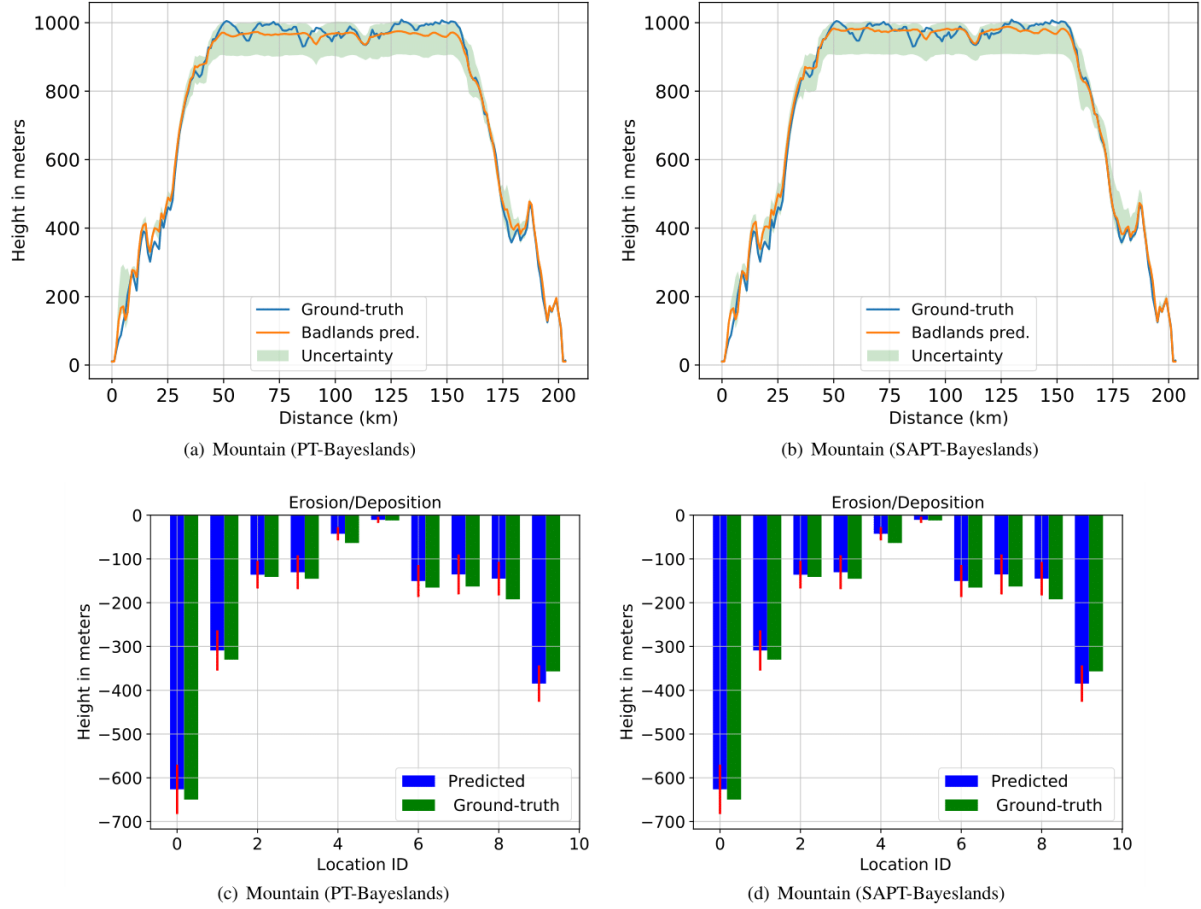 1000
800
600
400
200
0
Height in meters
Ground-truth
Badlands pred.
Uncertainty
0 25 50 75 100 125 150 175 200
Distance (km)
(a) Mountain (PT-Bayeslands)
1000
800
600
400
200
0
Height in meters
Ground-truth
Badlands pred.
Uncertainty
0 25 50 75 100 125 150 175 200
Distance (km)
(b) Mountain (SAPT-Bayeslands)
Erosion/Deposition
0
−100
−200
−300
−400
−500
−600
−700
Height in meters
Predicted
Ground-truth
0 2 4 6 8 10
Location ID
(c) Mountain (PT-Bayeslands)
Erosion/Deposition
0
−100
−200
−300
−400
−500
−600
−700
Height in meters
Predicted
Ground-truth
0 2 4 6 8 10
Location ID
(d) Mountain (SAPT-Bayeslands)